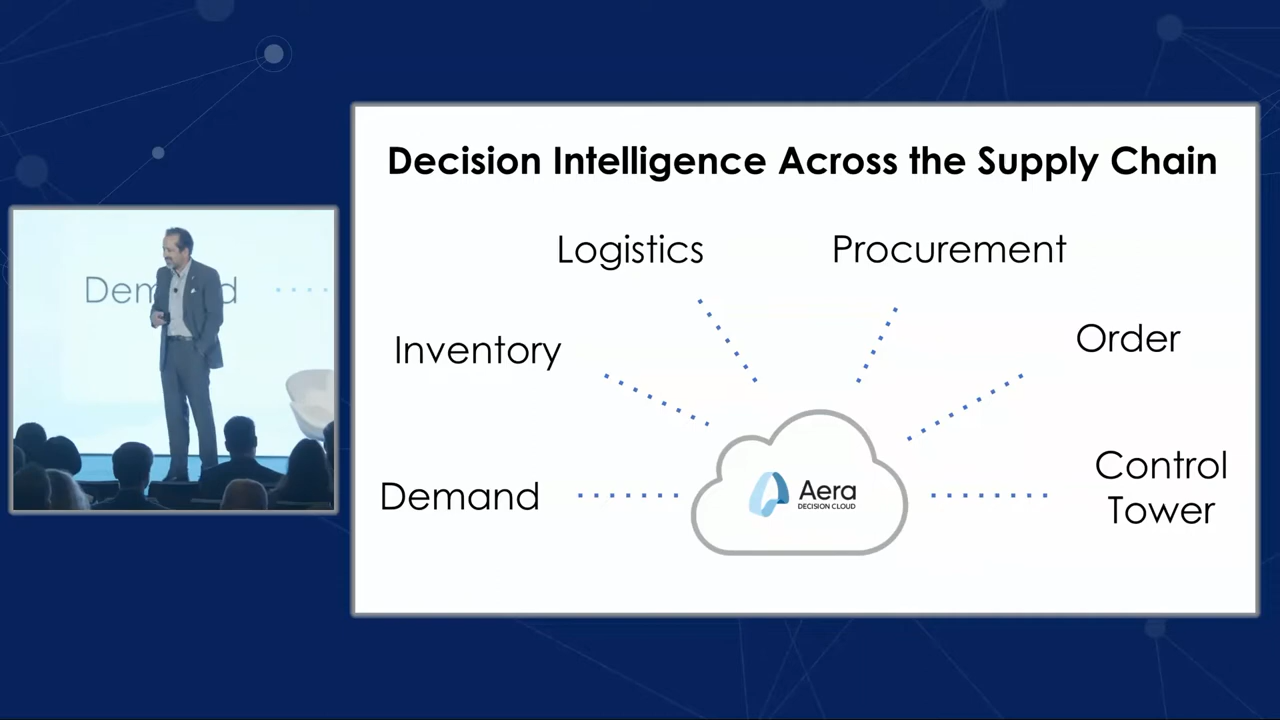 Decision Intelligence Across the Supply Chain
Logistics
Procurement
Inventory
Order
Demand
Aera
DECISION CLOUD
Control
Tower